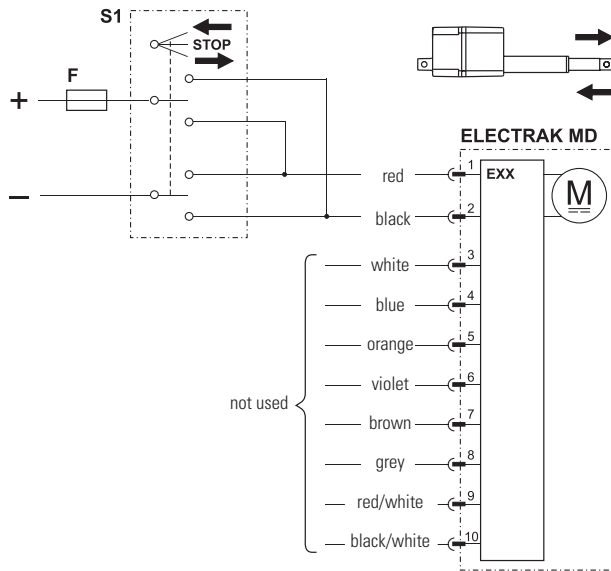 S1
STOP
F
+
–
ELECTRAK MD
EXX
M
red 1
black 2
white 3
blue 4
orange 5
violet 6
not used
brown 7
grey 8
red/white 9
black/white 10